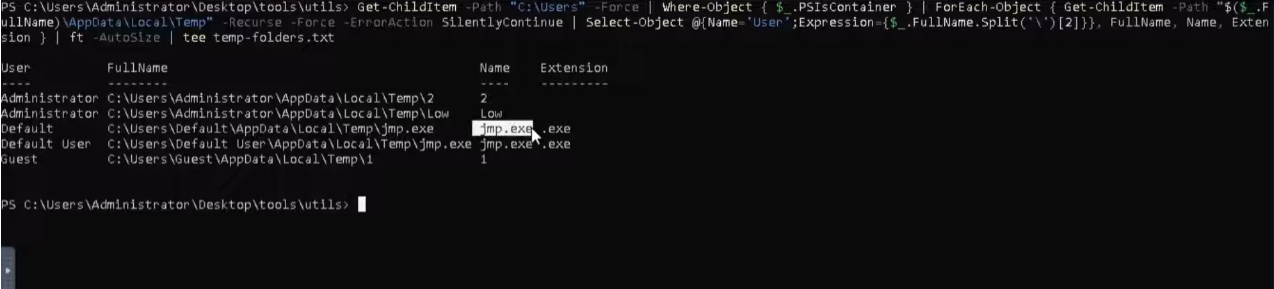 PS C:\Users\Administrator\Desktop\tools\utils> Get-ChildItem -Path "C:\Users" -Force | Where-Object { $_.PSIsContainer } | ForEach-Object { Get-ChildItem -Path "$($_.F
ullName)\AppData\Local\Temp" -Recurse -Force -ErrorAction SilentlyContinue | Select-Object @{Name='User';Expression={$_.FullName.Split('\')[2]}}, FullName, Name, Exten
sion } | ft -AutoSize | tee temp-folders.txt
User FullName Name Extension
---- -------- ---- ---------
Administrator C:\Users\Administrator\AppData\Local\Temp\2 2
Administrator C:\Users\Administrator\AppData\Local\Temp\Low Low
Default C:\Users\Default\AppData\Local\Temp\jmp.exe jmp.exe .exe
Default User C:\Users\Default User\AppData\Local\Temp\jmp.exe jmp.exe .exe
Guest C:\Users\Guest\AppData\Local\Temp\1 1
PS C:\Users\Administrator\Desktop\tools\utils>